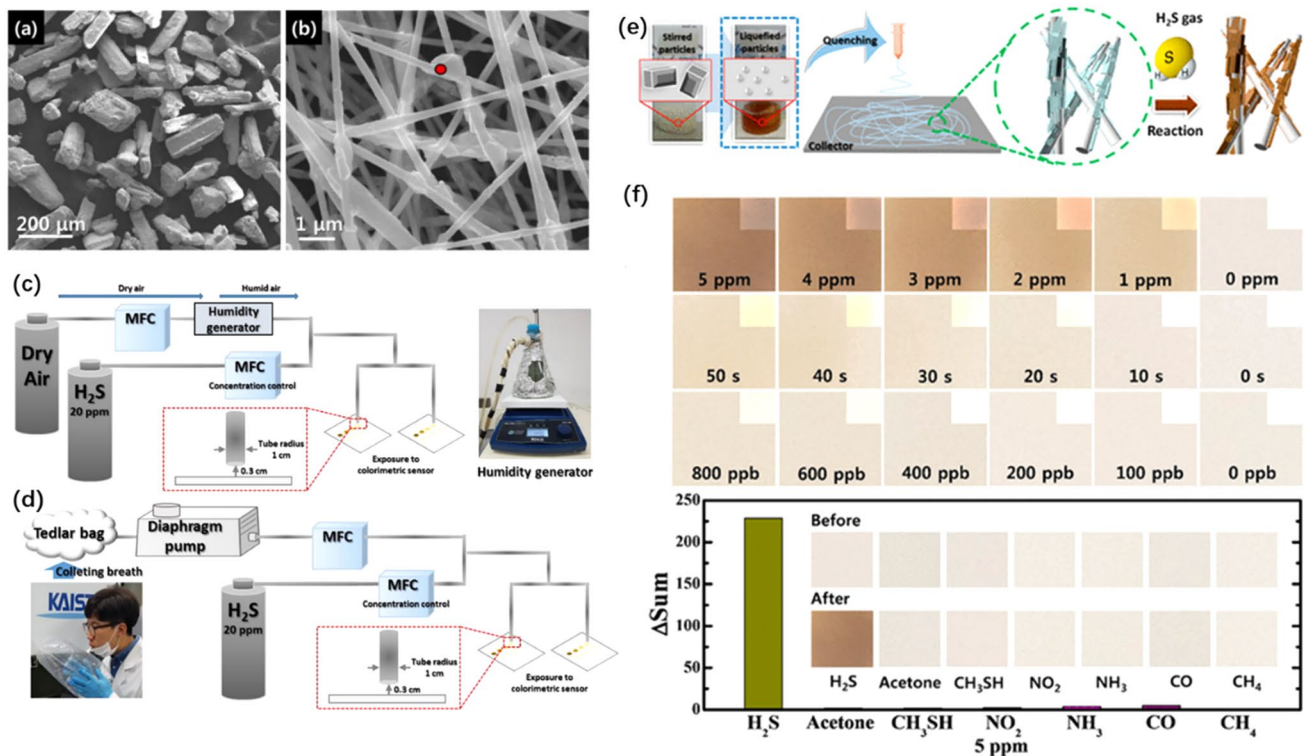 (a)
200 μm
(b)
1 μm
(c)
Dry air
Humid air
MFC
Humidity
generator
Dry
Air
H2S
20 ppm
MFC
Concentration control
Tube radius
1 cm
0.3 cm
Exposure to
colorimetric sensor
Humidity generator
(d)
Tedlar bag
Diaphragm
pump
MFC
Colleting breath
KAIST
H2S
20 ppm
MFC
Concentration control
Tube radius
1 cm
0.3 cm
Exposure to
colorimetric sensor
(e)
Stirred
particles
Liquefied
particles
Quenching
Collector
H2S gas
S
H H
Reaction
(f)
5 ppm 4 ppm 3 ppm 2 ppm 1 ppm 0 ppm
50 s 40 s 30 s 20 s 10 s 0 s
800 ppb 600 ppb 400 ppb 200 ppb 100 ppb 0 ppb
250
200
150
100
50
0
ΔSum
Before
After
H2S Acetone CH3SH NO2 NH3 CO CH4
H2S Acetone CH3SH NO2 NH3 CO CH4
5 ppm